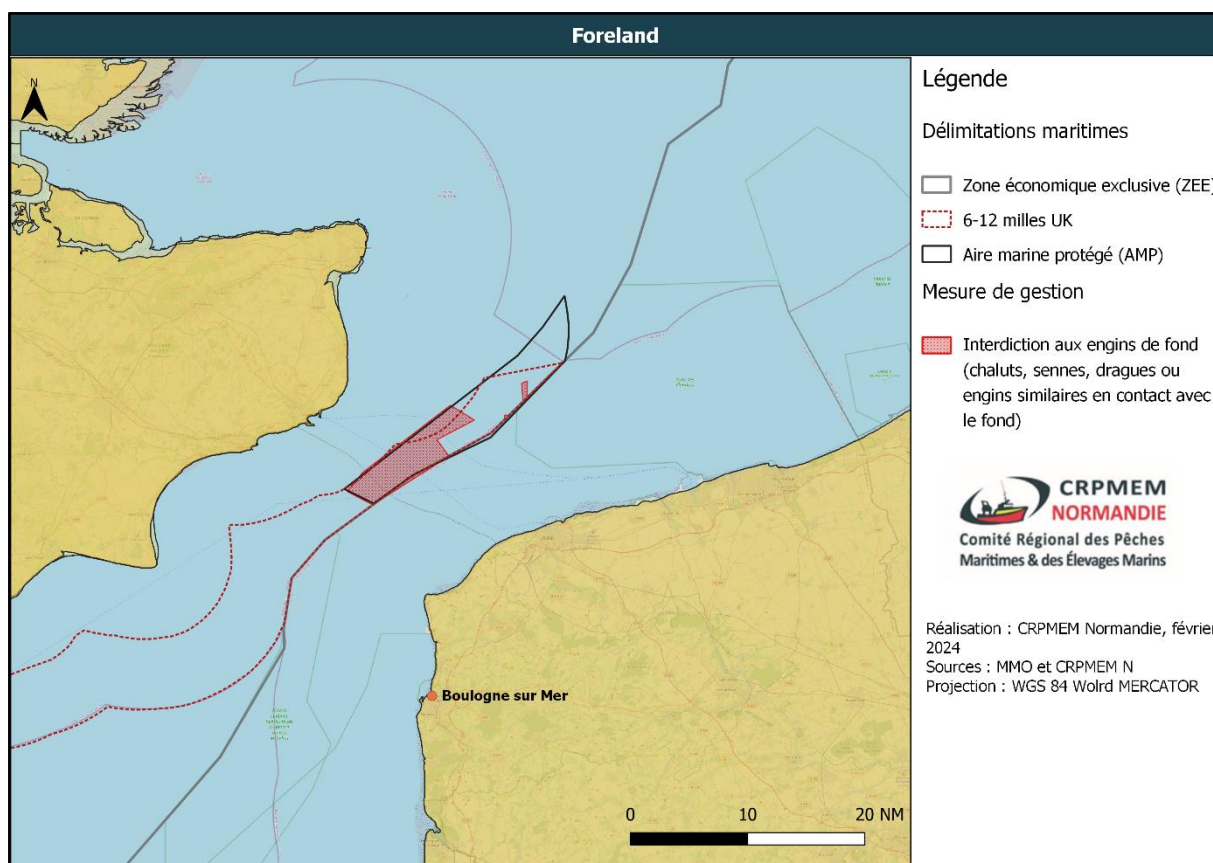 Foreland
N
Légende
Délimitations maritimes
Zone économique exclusive (ZEE)
6-12 milles UK
Aire marine protégé (AMP)
Mesure de gestion
Interdiction aux engins de fond
(chaluts, sennes, dragues ou
engins similaires en contact avec
le fond)
CRPMEM
NORMANDIE
Comité Régional des Pêches
Maritimes & des Élevages Marins
Réalisation : CRPMEM Normandie, février
2024
Sources : MMO et CRPMEM N
Projection : WGS 84 Wolrd MERCATOR
Boulogne sur Mer
0 10 20 NM